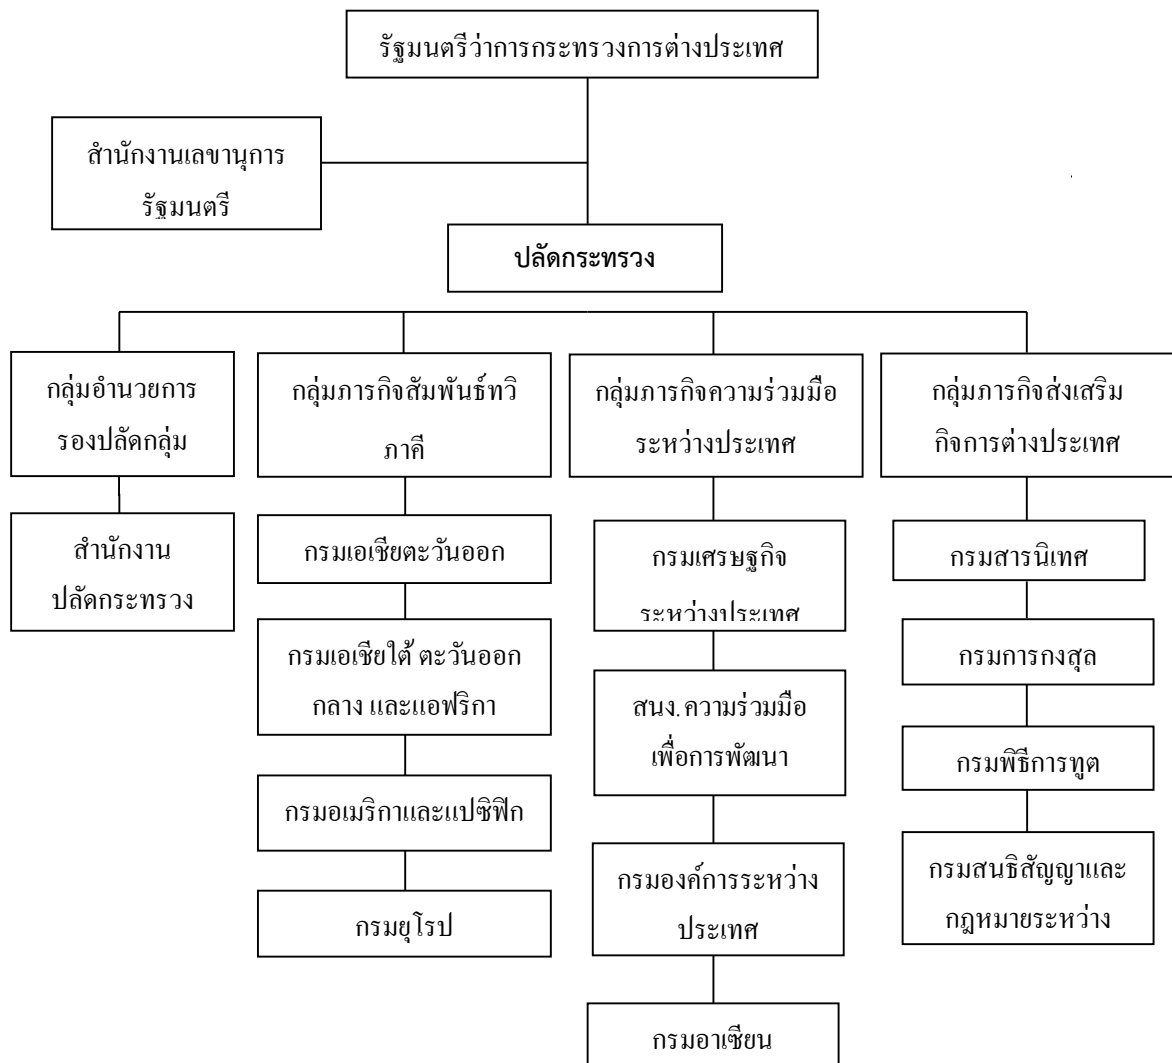 รัฐมนตรีว่าการกระทรวงการต่างประเทศ
สำนักงานเลขานุการ
รัฐมนตรี
ปลัดกระทรวง
กลุ่มอำนวยการ
รองปลัดกลุ่ม
สำนักงาน
ปลัดกระทรวง
กลุ่มภารกิจสัมพันธ์ทวิ
ภาคี
กรมเอเชียตะวันออก
กรมเอเชียใต้ ตะวันออก
กลาง และแอฟริกา
กรมอเมริกาและแปซิฟิก
กรมยุโรป
กลุ่มภารกิจความร่วมมือ
ระหว่างประเทศ
กรมเศรษฐกิจ
ระหว่างประเทศ
สนง. ความร่วมมือ
เพื่อการพัฒนา
กรมองค์การระหว่าง
ประเทศ
กรมอาเซียน
กลุ่มภารกิจส่งเสริม
กิจการต่างประเทศ
กรมสารนิเทศ
กรมการกงสุล
กรมพิธีการทูต
กรมสนธิสัญญาและ
กฎหมายระหว่าง